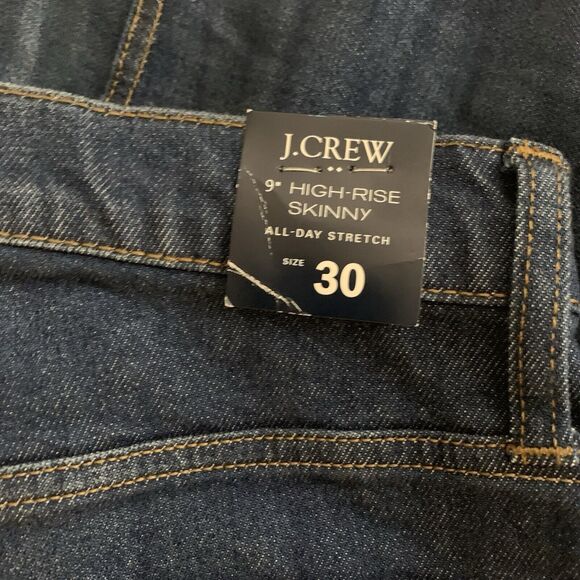 J.CREW
9" HIGH-RISE
SKINNY
ALL-DAY STRETCH
SIZE 30